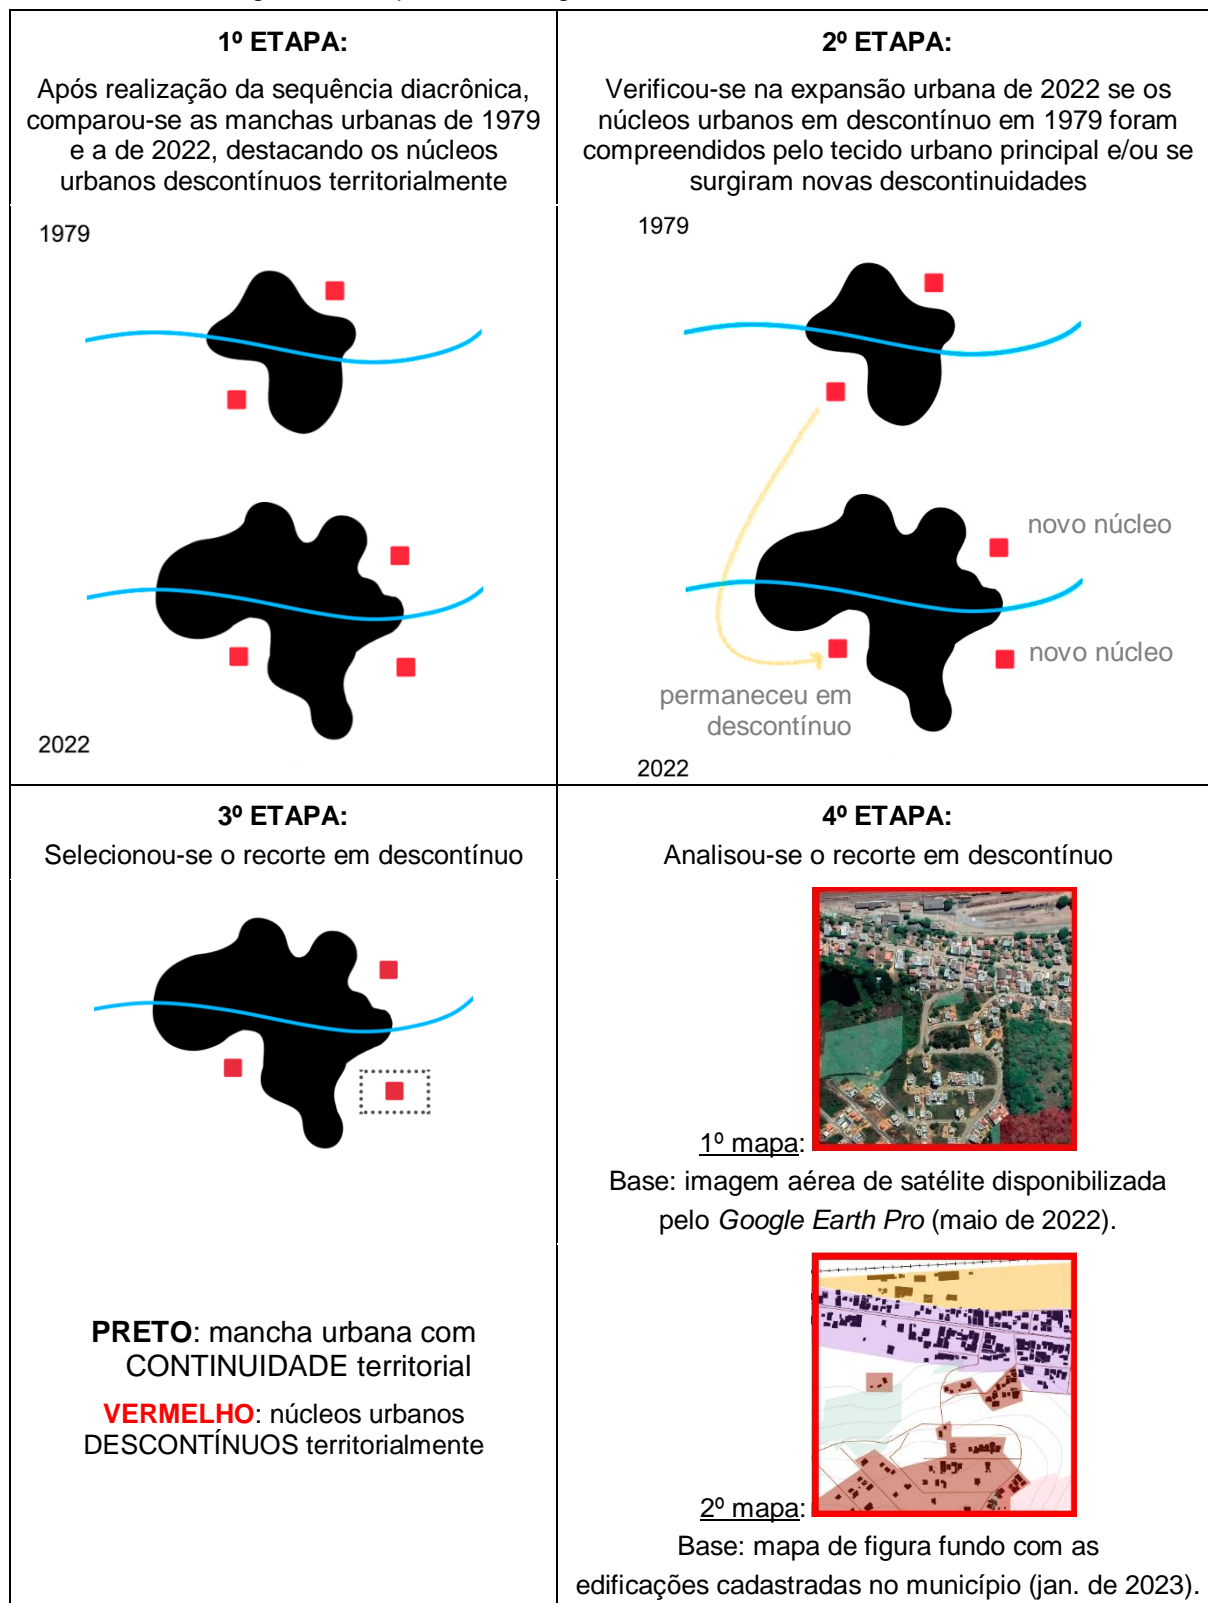 1º ETAPA:
Após realização da sequência diacrônica,
comparou-se as manchas urbanas de 1979
e a de 2022, destacando os núcleos
urbanos descontínuos territorialmente
1979
2022
2º ETAPA:
Verificou-se na expansão urbana de 2022 se os
núcleos urbanos em descontínuo em 1979 foram
compreendidos pelo tecido urbano principal e/ou se
surgiram novas descontinuidades
1979
novo núcleo
novo núcleo
permaneceu em
descontínuo
2022
3º ETAPA:
Selecionou-se o recorte em descontínuo
PRETO: mancha urbana com
CONTINUIDADE territorial
VERMELHO: núcleos urbanos
DESCONTÍNUOS territorialmente
4º ETAPA:
Analisou-se o recorte em descontínuo
1º mapa:
Base: imagem aérea de satélite disponibilizada
pelo Google Earth Pro (maio de 2022).
2º mapa:
Base: mapa de figura fundo com as
edificações cadastradas no município (jan. de 2023).